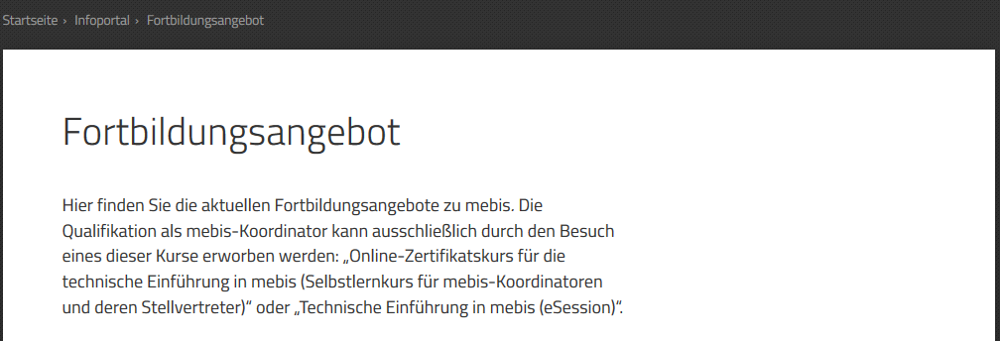 Startseite › Infoportal › Fortbildungsangebot
Fortbildungsangebot
Hier finden Sie die aktuellen Fortbildungsangebote zu mebis. Die
Qualifikation als mebis-Koordinator kann ausschließlich durch den Besuch
eines dieser Kurse erworben werden: „Online-Zertifikatskurs für die
technische Einführung in mebis (Selbstlernkurs für mebis-Koordinatoren
und deren Stellvertreter)“ oder „Technische Einführung in mebis (eSession)“.